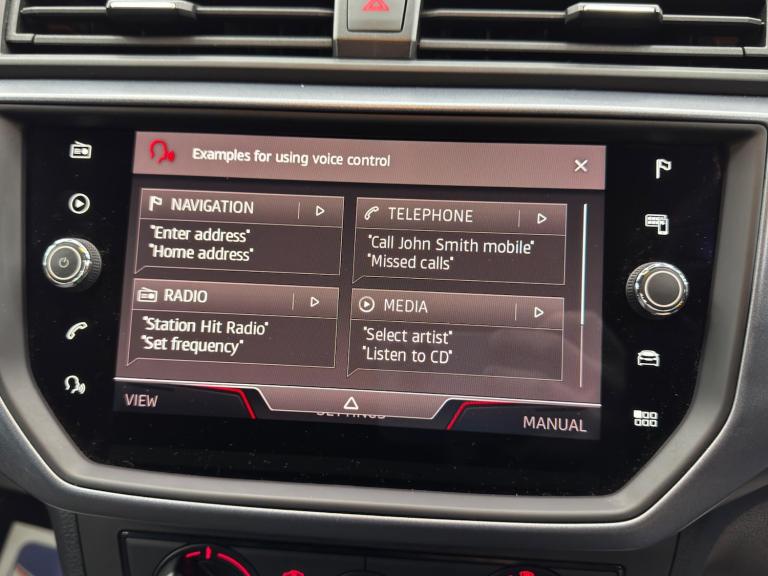 Examples for using voice control
NAVIGATION
"Enter address"
"Home address"
TELEPHONE
"Call John Smith mobile"
"Missed calls"
RADIO
"Station Hit Radio"
"Set frequency"
MEDIA
"Select artist"
"Listen to CD"
VIEW
MANUAL